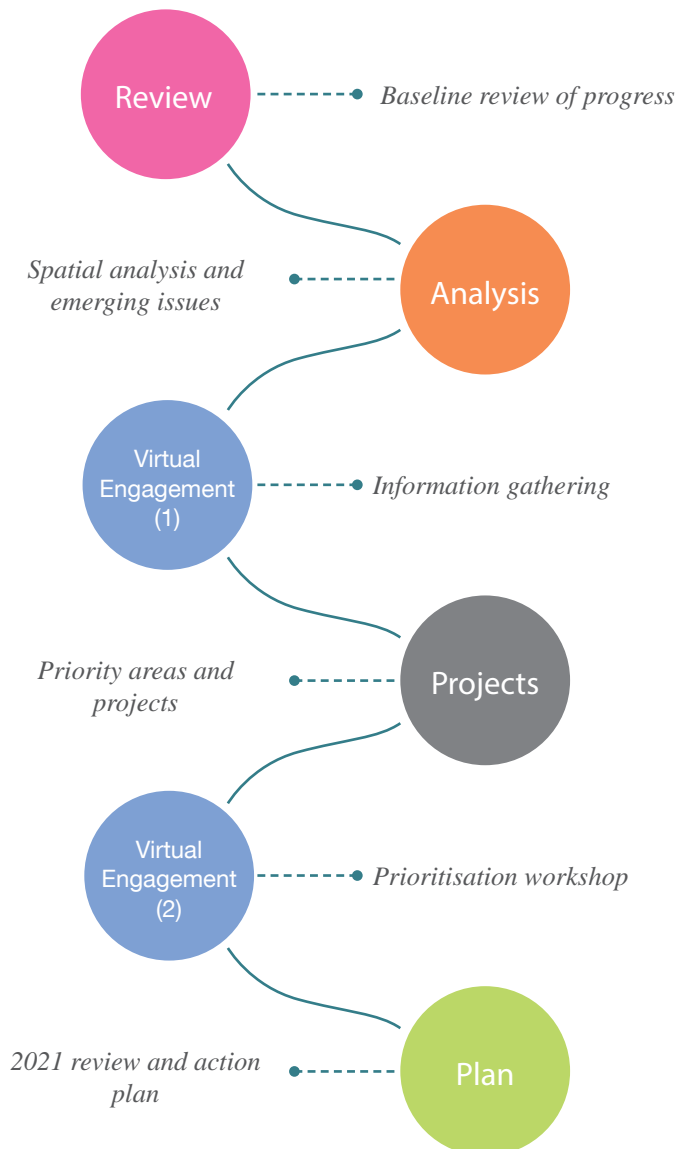 Review
Baseline review of progress
Spatial analysis and
emerging issues
Analysis
Virtual
Engagement
(1)
Information gathering
Priority areas and
projects
Projects
Virtual
Engagement
(2)
Prioritisation workshop
2021 review and action
plan
Plan